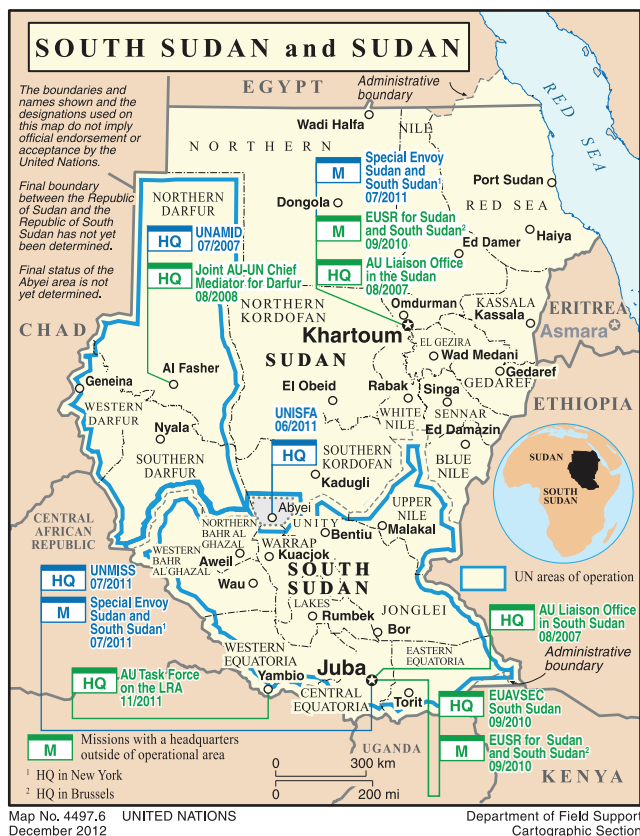 SOUTH SUDAN and SUDAN
The boundaries and
names shown and the
designations used on
this map do not imply
official endorsement or
acceptance by the
United Nations.
Final boundary
between the Republic
of Sudan and the
Republic of South
Sudan has not yet
been determined.
Final status of the
Abyei area is not
yet determined.
EGYPT
Administrative
boundary
RED SEA
Wadi Halfa
NILE
NORTHERN
M
Special Envoy
Sudan and
South Sudan¹
07/2011
Port Sudan
NORTHERN
DARFUR
Dongola
RED SEA
HQ
UNAMID
07/2007
M
EUSR for Sudan
and South Sudan²
09/2010
Haiya
Ed Damer
HQ
Joint AU-UN Chief
Mediator for Darfur
08/2008
HQ
AU Liaison Office
in the Sudan
08/2007
NORTHERN
KORDOFAN
Omdurman
KASSALA
Kassala
ERITREA
Asmara
CHAD
Khartoum
EL GEZIRA
Wad Medani
SUDAN
Al Fasher
Gedaref
GEDAREF
Geneina
El Obeid
Rabak
Singa
ETHIOPIA
WESTERN
DARFUR
UNISFA
06/2011
WHITE
NILE
SENNAR
Nyala
Ed Damazin
HQ
SOUTHERN
KORDOFAN
SOUTHERN
DARFUR
BLUE
NILE
SUDAN
SOUTH
SUDAN
Kadugli
UPPER
NILE
Abyei
CENTRAL
AFRICAN
REPUBLIC
NORTHERN
BAHR AL
GHAZAL
UNITY
Bentiu
Malakal
WESTERN
BAHR
AL GHAZAL
WARRAP
Kuacjok
Aweil
SOUTH
SUDAN
HQ
UNMISS
07/2011
UN areas of operation
Wau
M
Special Envoy
Sudan and
South Sudan¹
07/2011
LAKES
Rumbek
JONGLEI
HQ
AU Liaison Office
in South Sudan
08/2007
Bor
WESTERN
EQUATORIA
EASTERN
EQUATORIA
Administrative
boundary
HQ
AU Task Force
on the LRA
11/2011
Yambio
Juba
CENTRAL
EQUATORIA
Torit
HQ
EUAVSEC
South Sudan
09/2010
M
Missions with a headquarters
outside of operational area
UGANDA
M
EUSR for Sudan
and South Sudan²
09/2010
¹ HQ in New York
² HQ in Brussels
0 300 km
0 200 mi
KENYA
Map No. 4497.6 UNITED NATIONS
December 2012
Department of Field Support
Cartographic Section